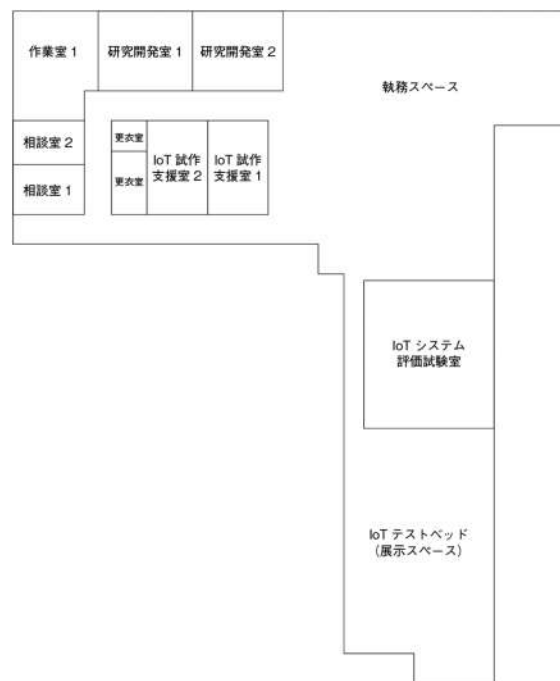 作業室 1
研究開発室 1
研究開発室 2
執務スペース
相談室 2
相談室 1
更衣室
更衣室
IoT 試作
支援室 2
IoT 試作
支援室 1
IoT システム
評価試験室
IoT テストベッド
（展示スペース）